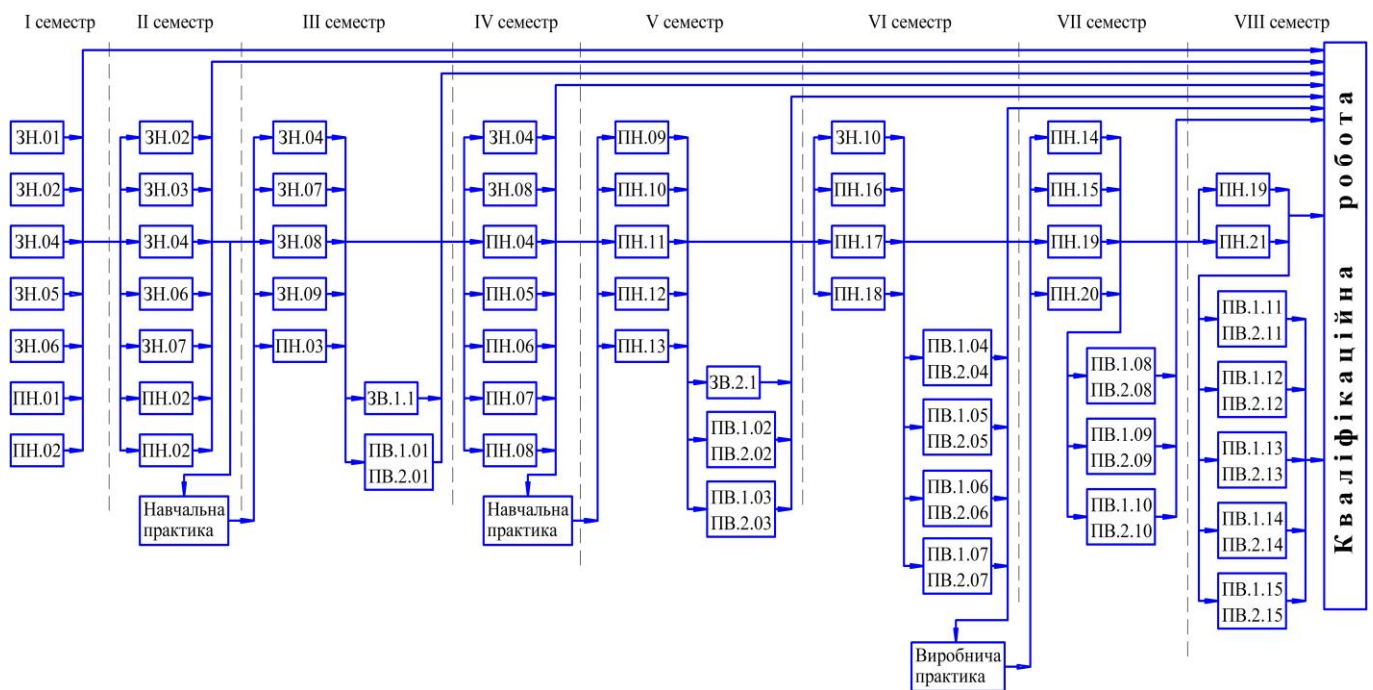 I семестр
II семестр
III семестр
IV семестр
V семестр
VI семестр
VII семестр
VIII семестр
ЗН.01
ЗН.02
ЗН.04
ЗН.05
ЗН.06
ПН.01
ПН.02
ЗН.02
ЗН.03
ЗН.04
ЗН.06
ЗН.07
ПН.02
ПН.02
Навчальна
практика
ЗН.04
ЗН.07
ЗН.08
ЗН.09
ПН.03
ЗВ.1.1
ПВ.1.01
ПВ.2.01
ЗН.04
ЗН.08
ПН.04
ПН.05
ПН.06
ПН.07
ПН.08
Навчальна
практика
ПН.09
ПН.10
ПН.11
ПН.12
ПН.13
ЗВ.2.1
ПВ.1.02
ПВ.2.02
ПВ.1.03
ПВ.2.03
ЗН.10
ПН.16
ПН.17
ПН.18
ПВ.1.04
ПВ.2.04
ПВ.1.05
ПВ.2.05
ПВ.1.06
ПВ.2.06
ПВ.1.07
ПВ.2.07
Виробнича
практика
ПН.14
ПН.15
ПН.19
ПН.20
ПВ.1.08
ПВ.2.08
ПВ.1.09
ПВ.2.09
ПВ.1.10
ПВ.2.10
ПН.19
ПН.21
ПВ.1.11
ПВ.2.11
ПВ.1.12
ПВ.2.12
ПВ.1.13
ПВ.2.13
ПВ.1.14
ПВ.2.14
ПВ.1.15
ПВ.2.15
Кваліфікаційна робота